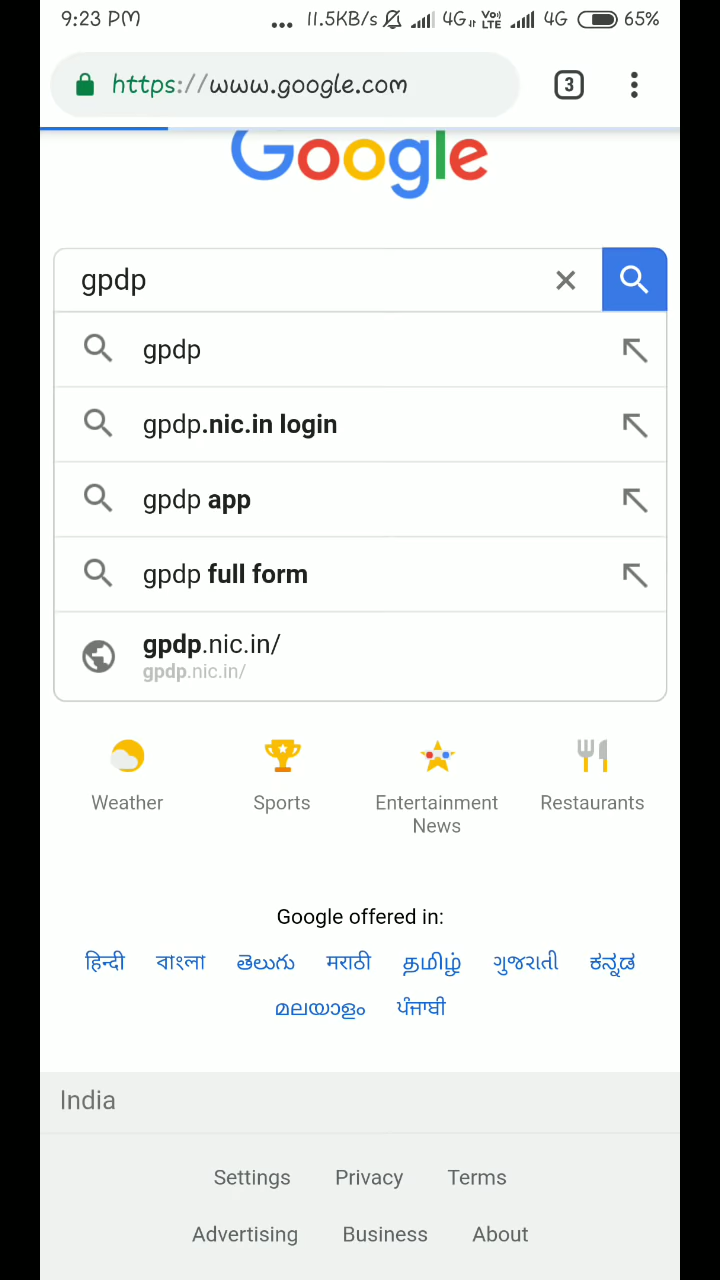 9:23 PM ... 11.5KB/s 4G VoLTE 4G 65%
https://www.google.com 3
Google
gpdp
gpdp
gpdp.nic.in login
gpdp app
gpdp full form
gpdp.nic.in/
gpdp.nic.in/
Weather Sports Entertainment News Restaurants
Google offered in:
हिन्दी বাংলা తెలుగు मराठी தமிழ் ગુજરાતી ಕನ್ನಡ
മലയാളം ਪੰਜਾਬੀ
India
Settings Privacy Terms
Advertising Business About